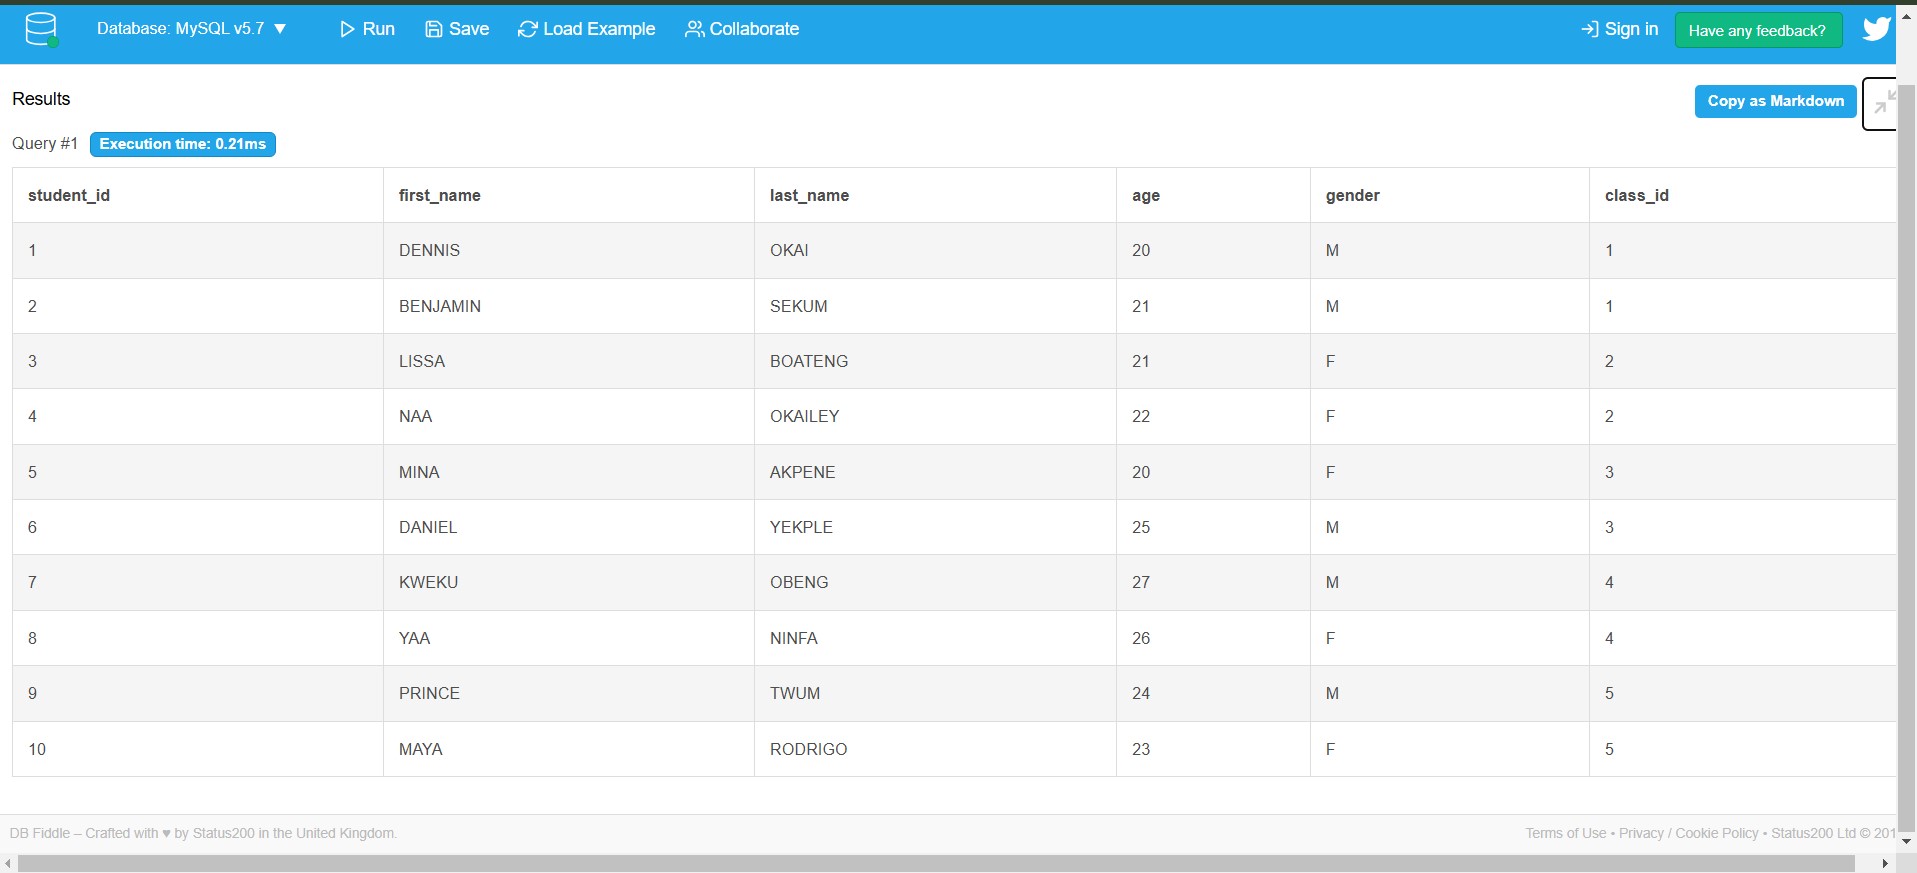 Database: MySQL v5.7 ▼ Run Save Load Example Collaborate Sign in Have any feedback?
Results Copy as Markdown
Query #1 Execution time: 0.21ms
student_id first_name last_name age gender class_id
1 DENNIS OKAI 20 M 1
2 BENJAMIN SEKUM 21 M 1
3 LISSA BOATENG 21 F 2
4 NAA OKAILEY 22 F 2
5 MINA AKPENE 20 F 3
6 DANIEL YEKPLE 25 M 3
7 KWEKU OBENG 27 M 4
8 YAA NINFA 26 F 4
9 PRINCE TWUM 24 M 5
10 MAYA RODRIGO 23 F 5
DB Fiddle – Crafted with ♥ by Status200 in the United Kingdom. Terms of Use • Privacy / Cookie Policy • Status200 Ltd © 201